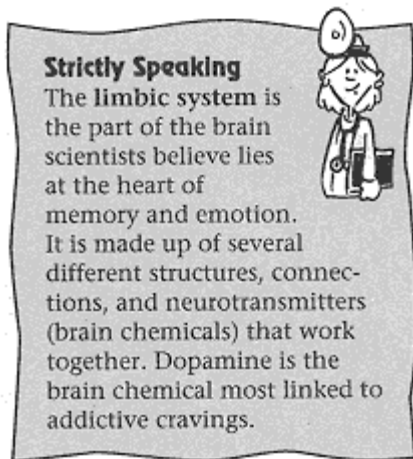 Strictly Speaking
The limbic system is
the part of the brain
scientists believe lies
at the heart of
memory and emotion.
It is made up of several
different structures, connec-
tions, and neurotransmitters
(brain chemicals) that work
together. Dopamine is the
brain chemical most linked to
addictive cravings.